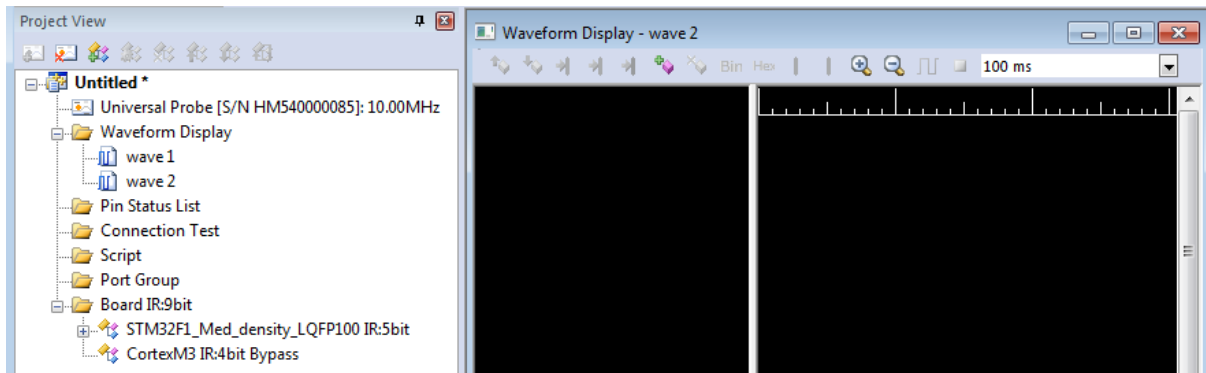 Project View
Untitled *
Universal Probe [S/N HM540000085]: 10.00MHz
Waveform Display
wave 1
wave 2
Pin Status List
Connection Test
Script
Port Group
Board IR:9bit
STM32F1_Med_density_LQFP100 IR:5bit
CortexM3 IR:4bit Bypass
Waveform Display - wave 2
Bin Hex
100 ms